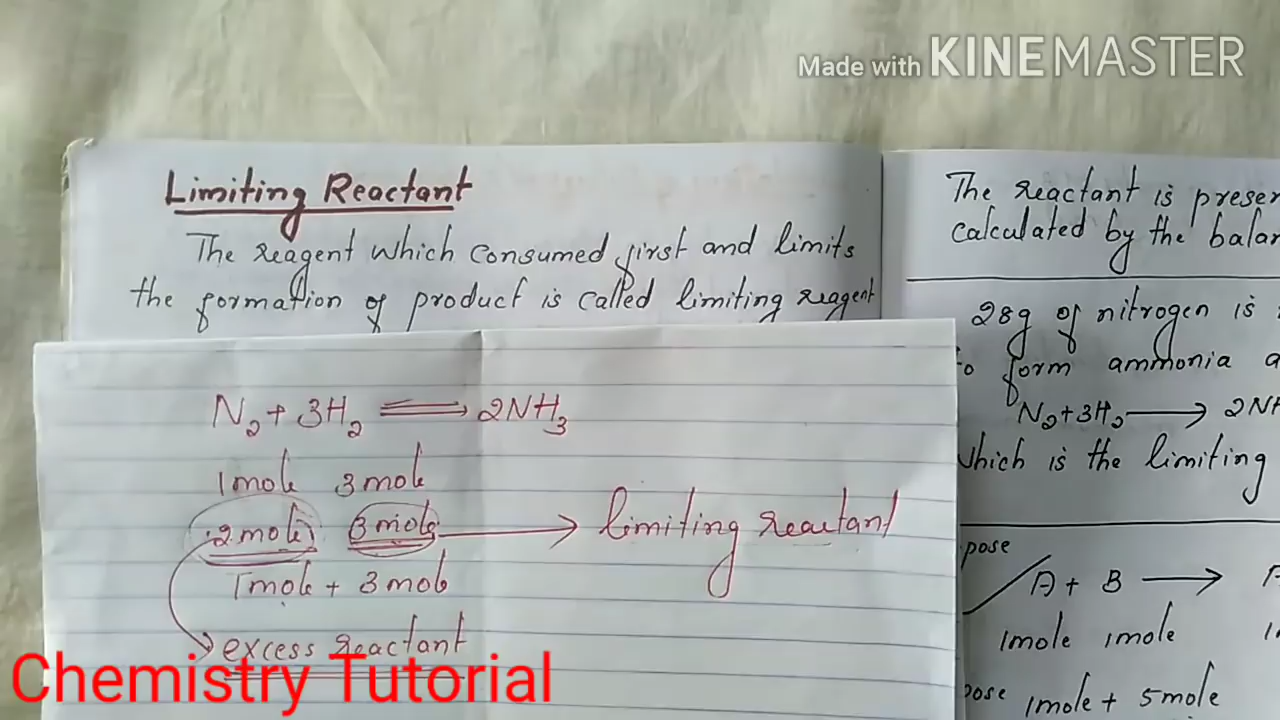 Made with KINEMASTER
Limiting Reactant
The reagent which consumed first and limits
the formation of product is called limiting reagent
N₂ + 3H₂ ⇌ 2NH₃
1mole 3mole
2mole 3mole → limiting reactant
1mole + 3mole
excess reactant
Chemistry Tutorial
The reactant is
calculated by the
28g of nitrogen is
form ammonia
N₂+3H₂ → 2
which is the limiting
pose
A + B →
1mole 1mole
pose 1mole + 5mole